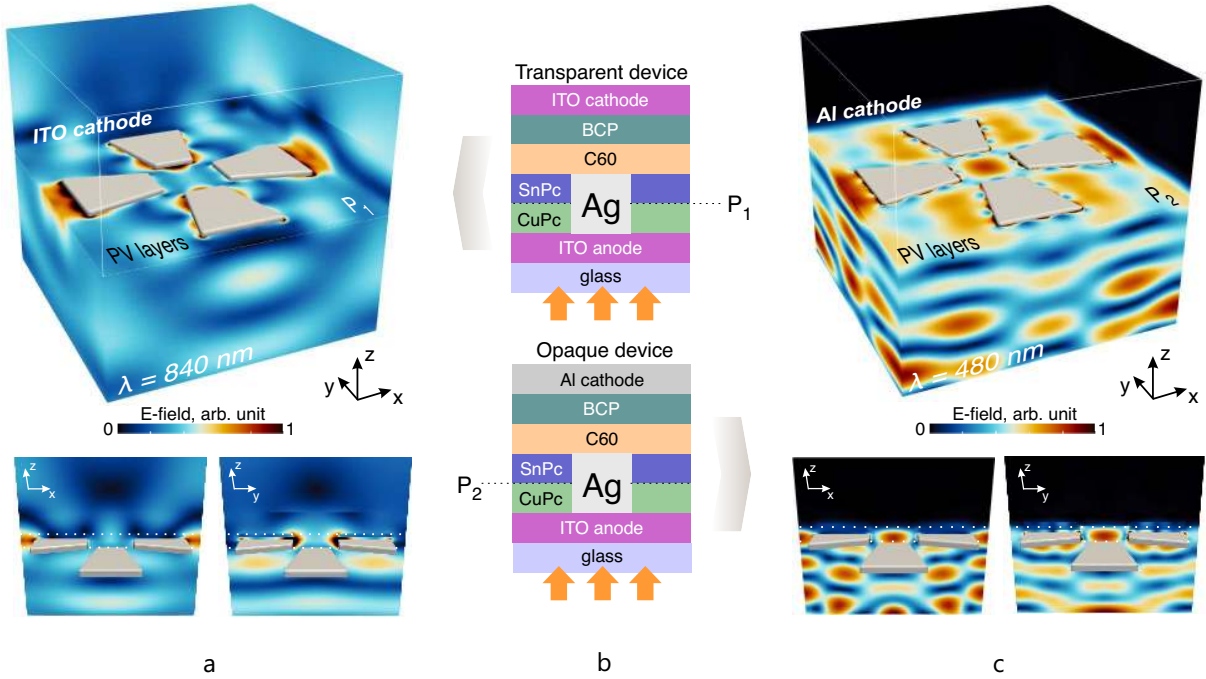 ITO cathode
PV layers
P1
λ = 840 nm
z
y
x
E-field, arb. unit
0
1
z
x
z
y
a
Transparent device
ITO cathode
BCP
C60
SnPc
Ag
CuPc
P1
ITO anode
glass
Opaque device
Al cathode
BCP
C60
SnPc
P2
Ag
CuPc
ITO anode
glass
b
Al cathode
P2
PV layers
λ = 480 nm
z
y
x
E-field, arb. unit
0
1
z
x
z
y
c